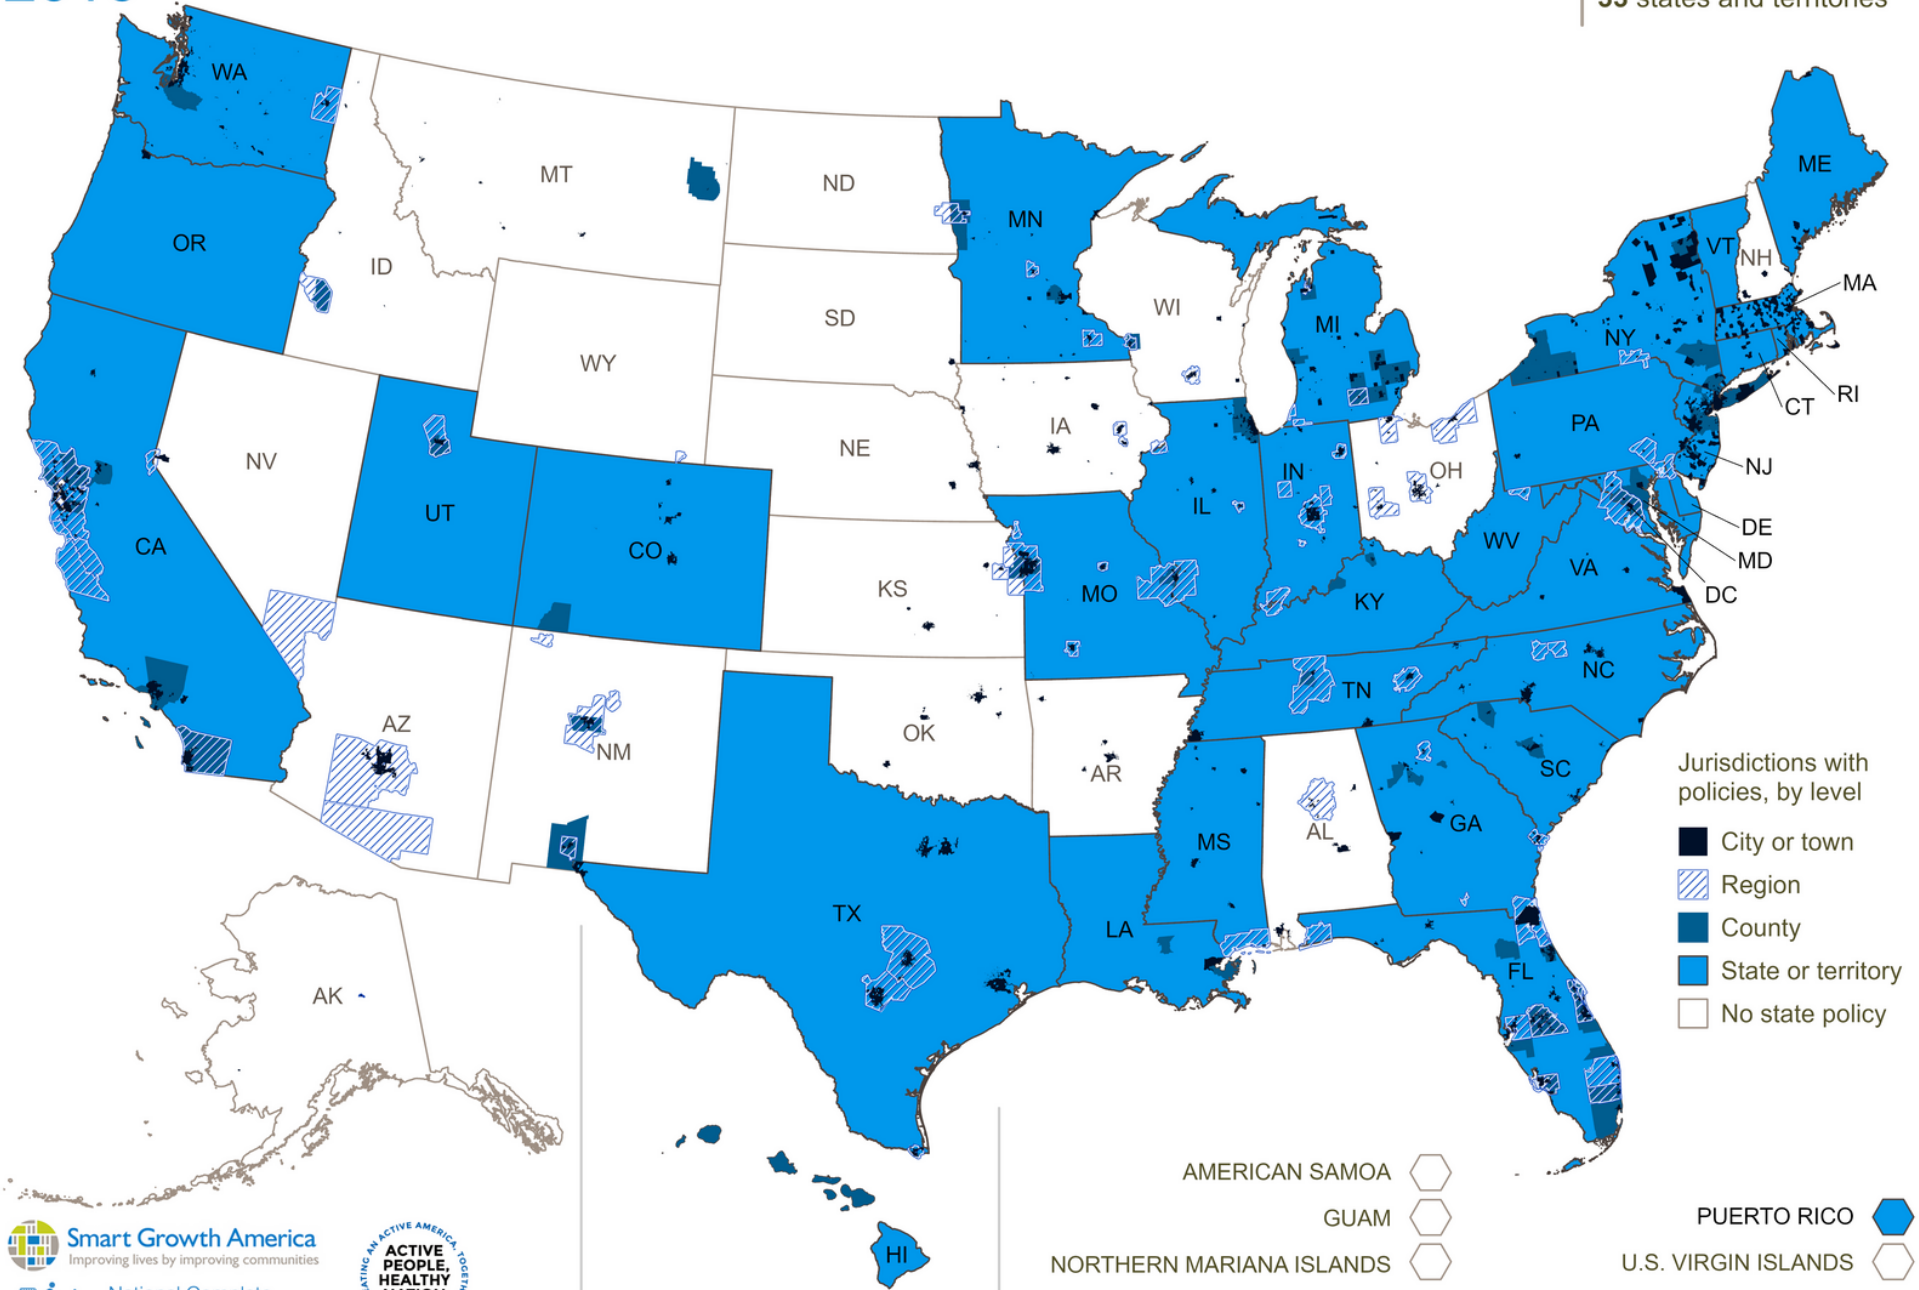 states and territories
WA
MT
ND
MN
ME
OR
ID
VT
NH
MA
SD
WI
MI
NY
WY
RI
CT
IA
PA
NE
NV
IN
OH
NJ
UT
IL
CA
CO
WV
DE
MD
VA
KS
MO
KY
DC
NC
TN
AZ
OK
NM
AR
SC
GA
AL
MS
TX
LA
FL
AK
HI
Jurisdictions with
policies, by level
City or town
Region
County
State or territory
No state policy
AMERICAN SAMOA
GUAM
NORTHERN MARIANA ISLANDS
PUERTO RICO
U.S. VIRGIN ISLANDS
Smart Growth America
Improving lives by improving communities
ACTIVE
PEOPLE,
HEALTHY